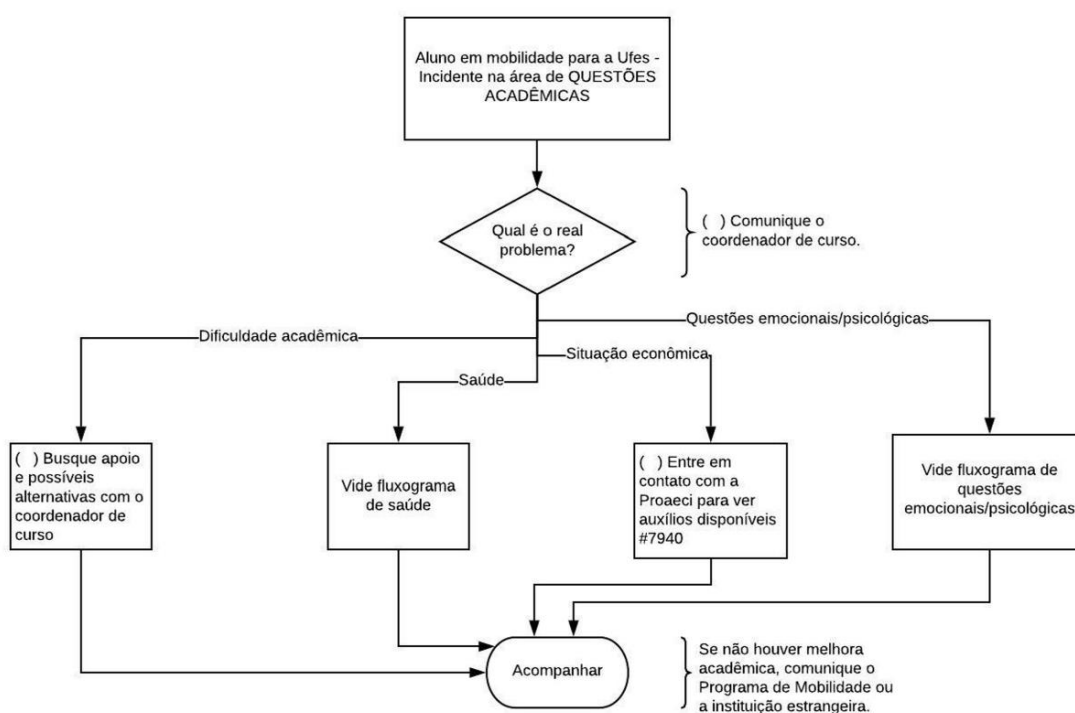 Aluno em mobilidade para a Ufes -
Incidente na área de QUESTÕES
ACADÊMICAS
Qual é o real
problema?
( ) Comunique o
coordenador de curso.
Questões emocionais/psicológicas
Dificuldade acadêmica
Situação econômica
Saúde
( ) Busque apoio
e possíveis
alternativas com o
coordenador de
curso
Vide fluxograma
de saúde
( ) Entre em
contato com a
Proaeci para ver
auxílios disponíveis
#7940
Vide fluxograma de
questões
emocionais/psicológicas
Acompanhar
Se não houver melhora
acadêmica, comunique o
Programa de Mobilidade ou
a instituição estrangeira.